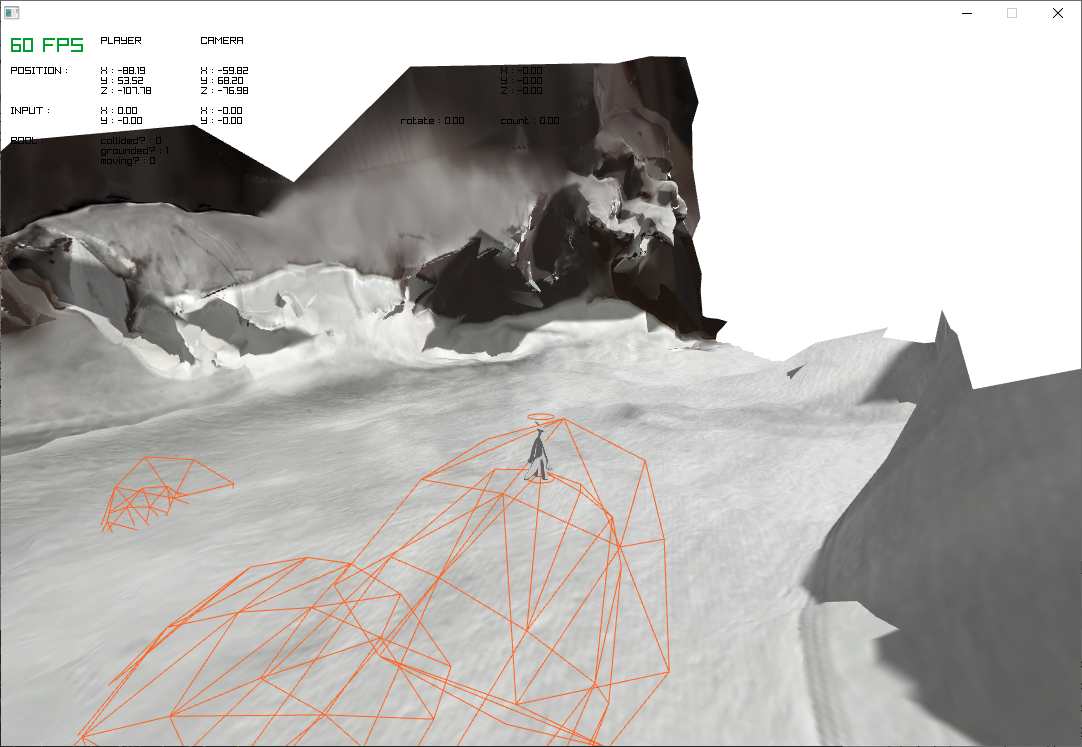 60 FPS PLAYER CAMERA
POSITION : X : -88.19 X : -59.82 X : -0.00
Y : 53.52 Y : 68.20 Y : -0.00
Z : -107.78 Z : -76.98 Z : -0.00
INPUT : X : 0.00 X : -0.00
Y : -0.00 Y : -0.00 rotate : 0.00 count : 0.00
BOOL : collided? : 0
grounded? : 1
moving? : 0